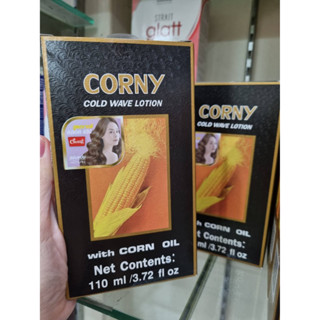 STRAIT
glatt
CORNY
COLD WAVE LOTION
with CORN OIL
Net Contents:
110 ml /3.72 fl oz
CORNY
COLD WAVE LOTION
with CORN OIL
Net Contents:
ml /3.72 fl oz